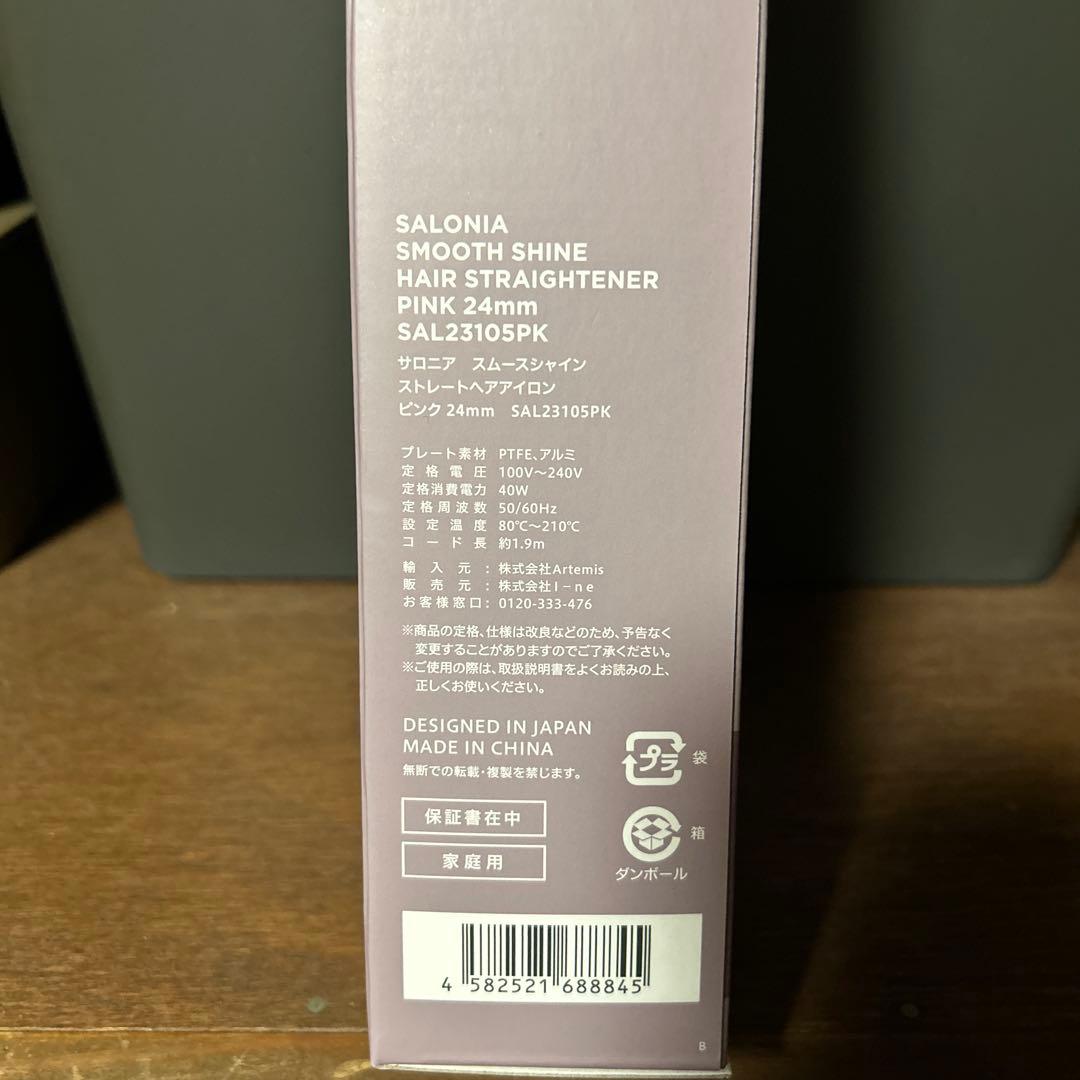 SALONIA
SMOOTH SHINE
HAIR STRAIGHTENER
PINK 24mm
SAL23105PK
サロニア スムースシャイン
ストレートヘアアイロン
ピンク 24mm SAL23105PK
プレート素材 PTFE、アルミ
定格電圧 100V～240V
定格消費電力 40W
定格周波数 50/60Hz
設定温度 80℃～210℃
コード長 約1.9m
輸入元：株式会社Artemis
販売元：株式会社I－ne
お客様窓口：0120-333-476
※商品の定格、仕様は改良などのため、予告なく
変更することがありますのでご了承ください。
※ご使用の際は、取扱説明書をよくお読みの上、
正しくお使いください。
DESIGNED IN JAPAN
MADE IN CHINA
無断での転載・複製を禁じます。
プラ 袋
保証書在中
箱
家庭用
ダンボール
4 582521 688845
B